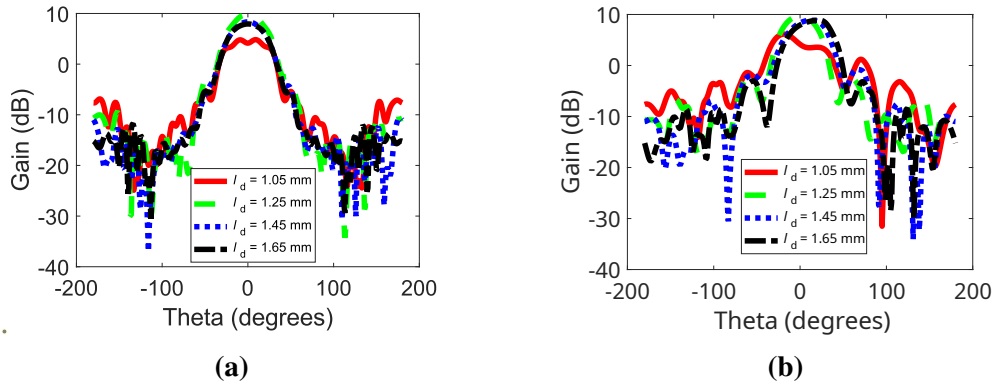 10
0
-10
-20
-30
-40
-200
-100
0
100
200
Gain (dB)
Theta (degrees)
l d = 1.05 mm
l d = 1.25 mm
l d = 1.45 mm
l d = 1.65 mm
(a)
10
0
-10
-20
-30
-40
-200
-100
0
100
200
Gain (dB)
Theta (degrees)
l d = 1.05 mm
l d = 1.25 mm
l d = 1.45 mm
l d = 1.65 mm
(b)